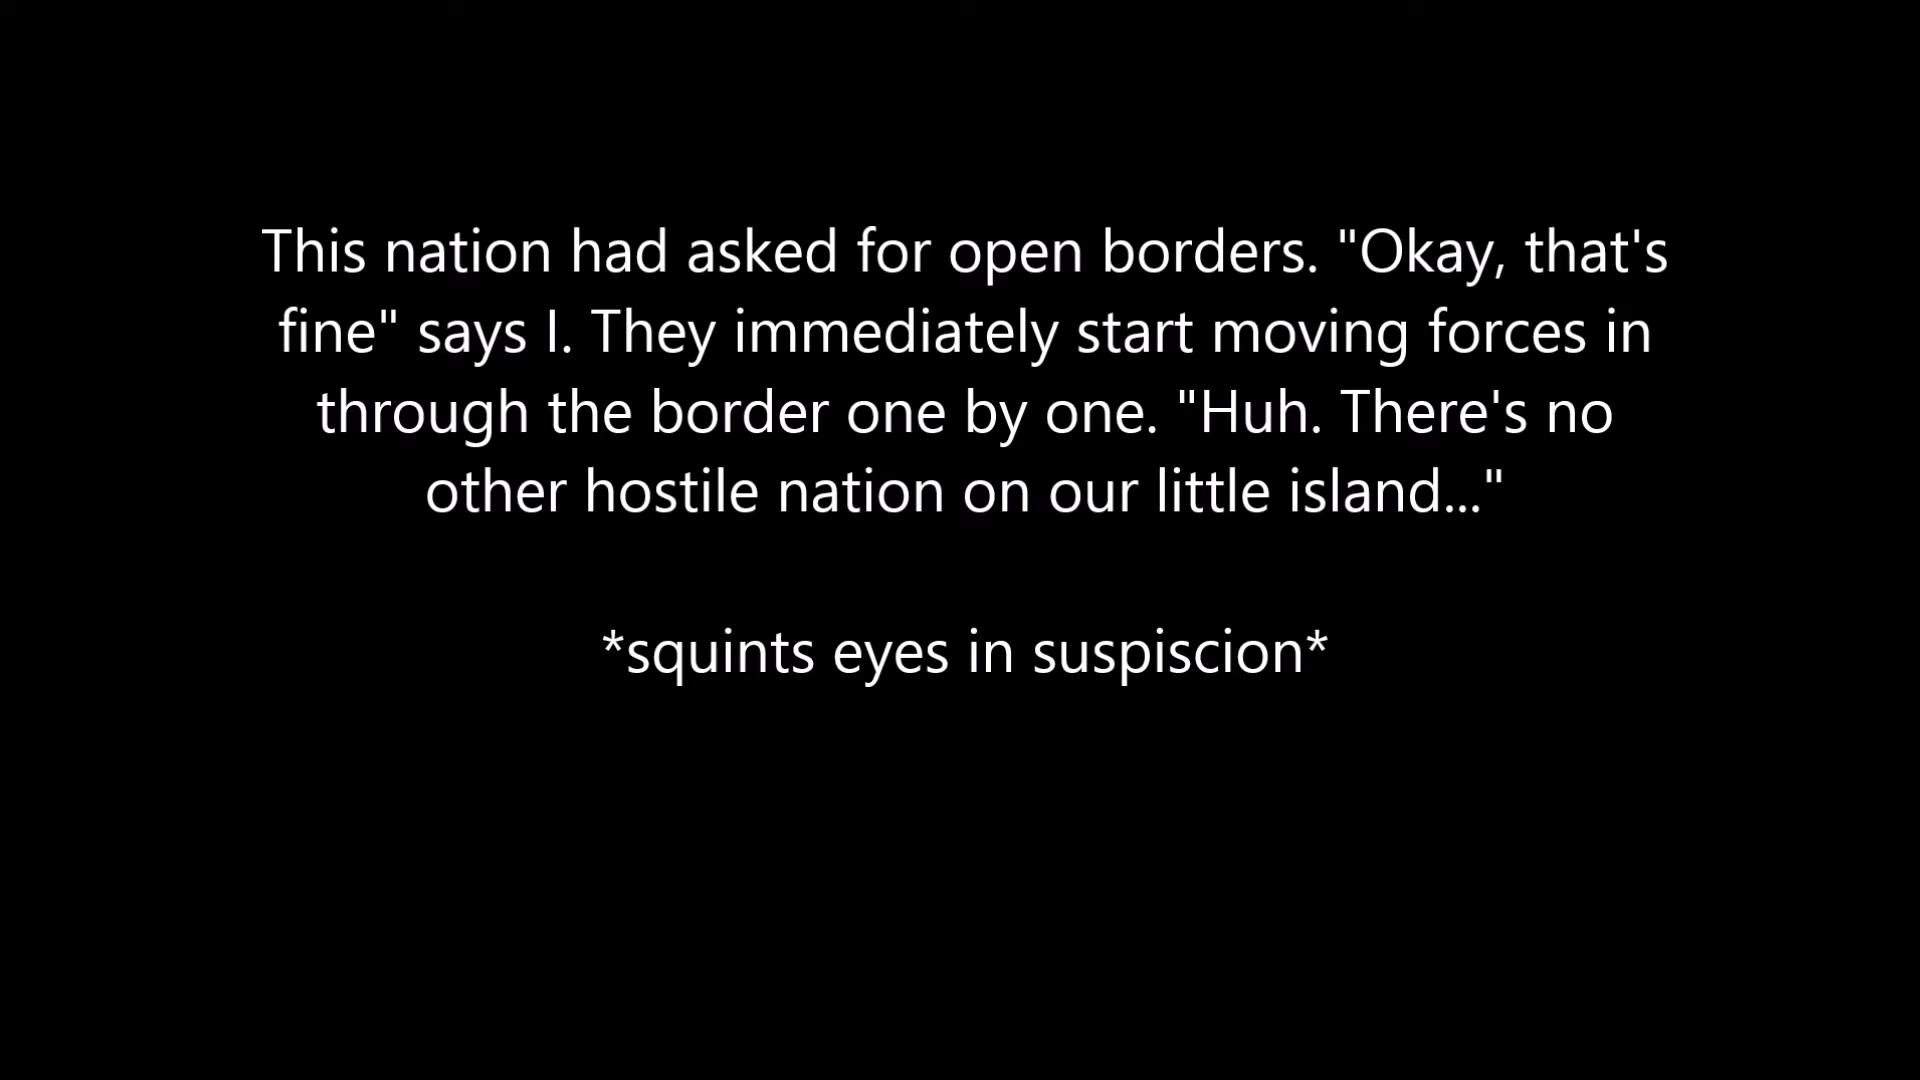 This nation had asked for open borders. "Okay, that's
fine" says I. They immediately start moving forces in
through the border one by one. "Huh. There's no
other hostile nation on our little island..."
*squints eyes in suspiscion*